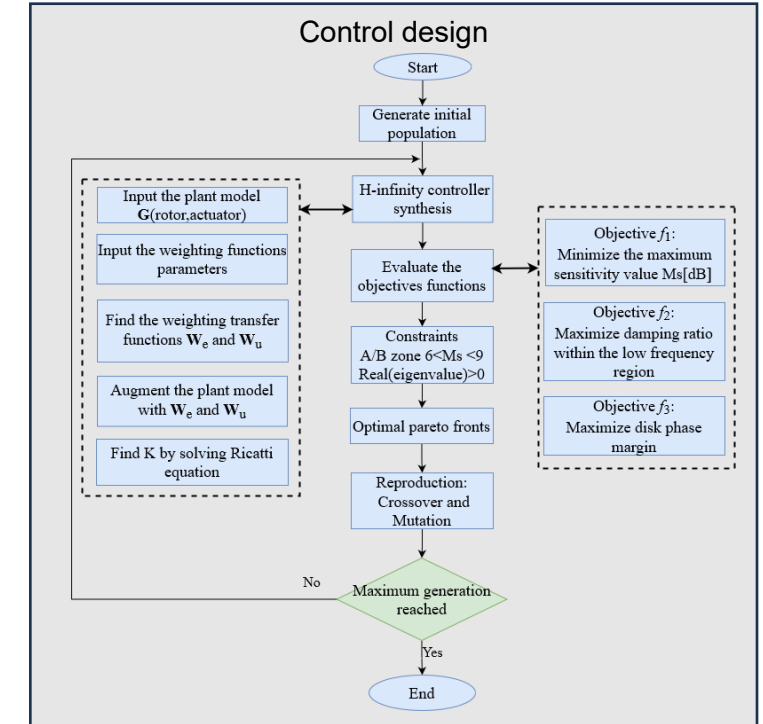 Control design
Start
Generate initial
population
H-infinity controller
synthesis
Input the plant model
G(rotor,actuator)
Input the weighting functions
parameters
Find the weighting transfer
functions We and Wu
Augment the plant model
with We and Wu
Find K by solving Ricatti
equation
Evaluate the
objectives functions
Objective f1:
Minimize the maximum
sensitivity value Ms[dB]
Objective f2:
Maximize damping ratio
within the low frequency
region
Objective f3:
Maximize disk phase
margin
Constraints
A/B zone 6<Ms <9
Real(eigenvalue)>0
Optimal pareto fronts
Reproduction:
Crossover and
Mutation
Maximum generation
reached
No
Yes
End